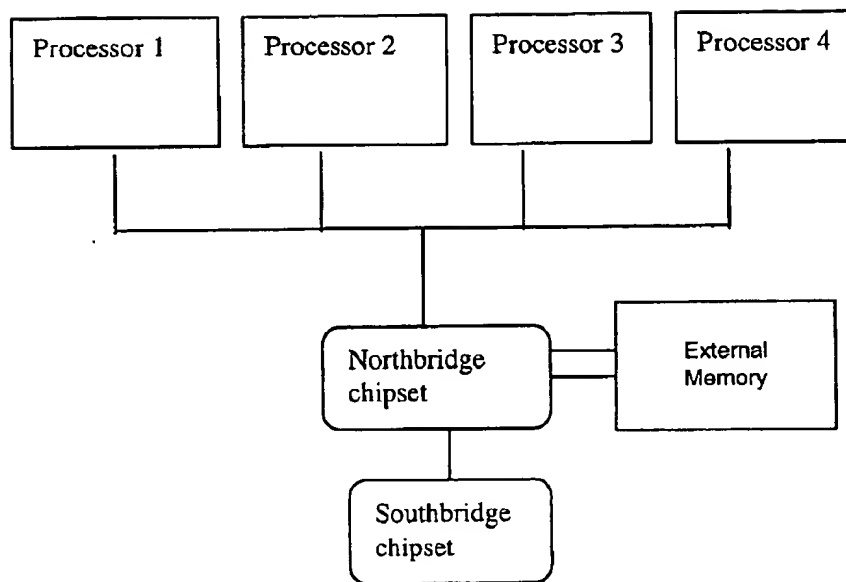 Processor 1
Processor 2
Processor 3
Processor 4
Northbridge
chipset
External
Memory
Southbridge
chipset